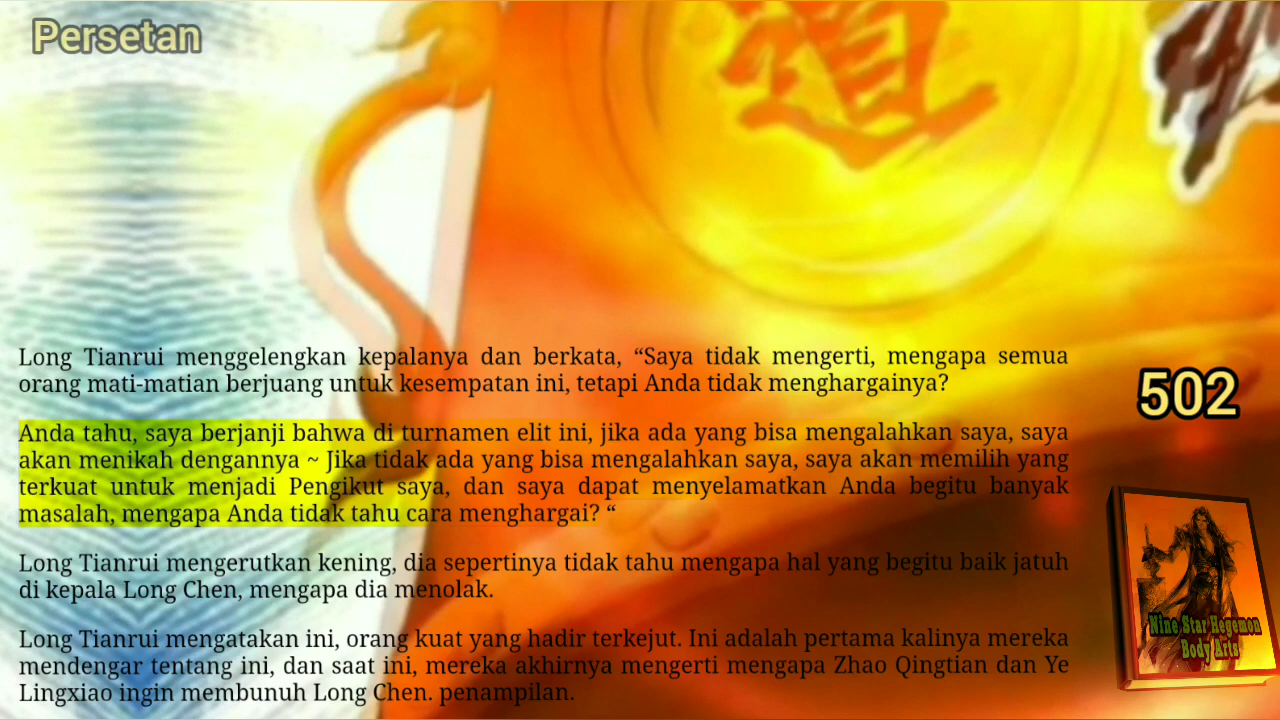 Persetan
道
Long Tianrui menggelengkan kepalanya dan berkata, “Saya tidak mengerti, mengapa semua
orang mati-matian berjuang untuk kesempatan ini, tetapi Anda tidak menghargainya?
Anda tahu, saya berjanji bahwa di turnamen elit ini, jika ada yang bisa mengalahkan saya, saya
akan menikah dengannya ~ Jika tidak ada yang bisa mengalahkan saya, saya akan memilih yang
terkuat untuk menjadi Pengikut saya, dan saya dapat menyelamatkan Anda begitu banyak
masalah, mengapa Anda tidak tahu cara menghargai? “
Long Tianrui mengerutkan kening, dia sepertinya tidak tahu mengapa hal yang begitu baik jatuh
di kepala Long Chen, mengapa dia menolak.
Long Tianrui mengatakan ini, orang kuat yang hadir terkejut. Ini adalah pertama kalinya mereka
mendengar tentang ini, dan saat ini, mereka akhirnya mengerti mengapa Zhao Qingtian dan Ye
Lingxiao ingin membunuh Long Chen. penampilan.
502
Nine Star Hegemon
Body Arts